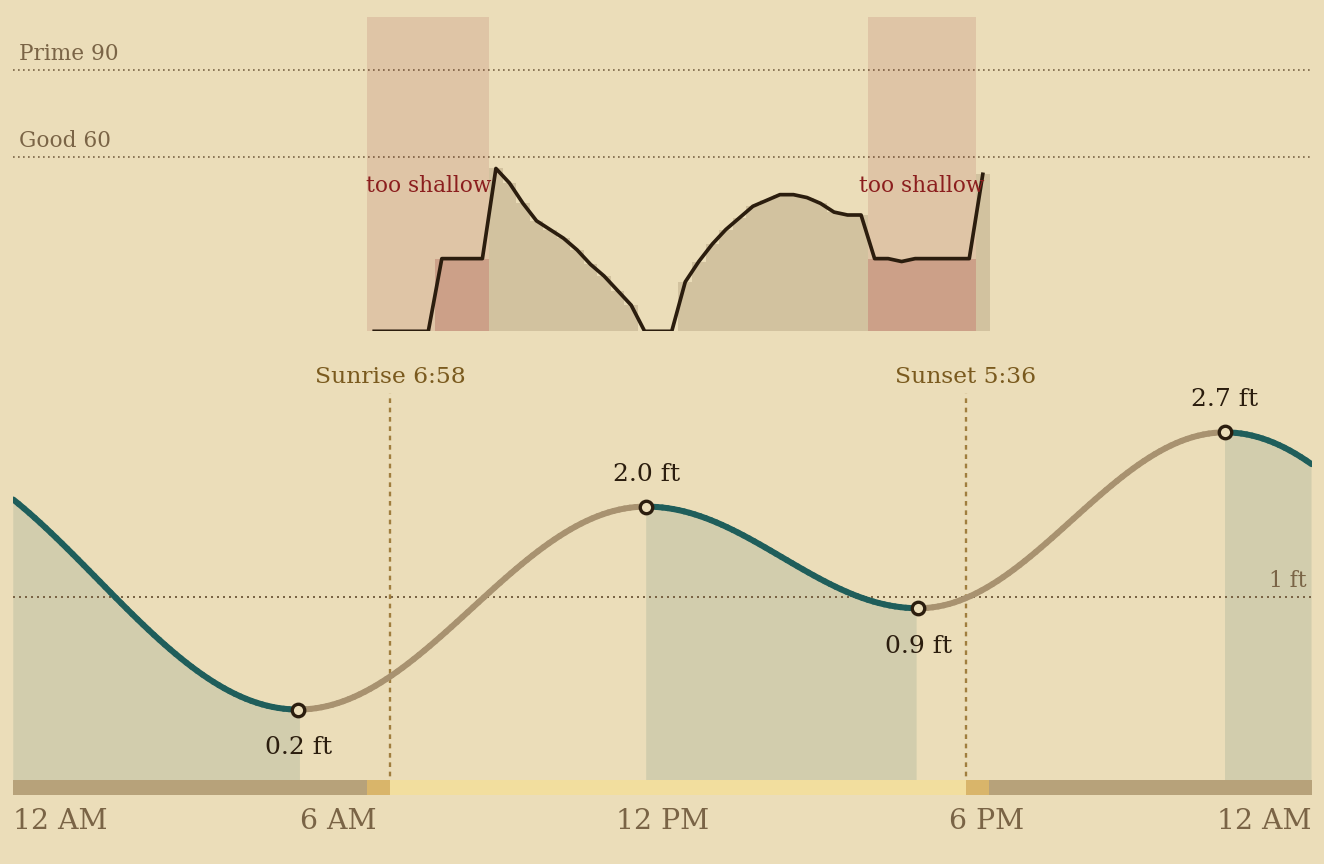 Prime 90
Good 60
too shallow
too shallow
Sunrise 6:58
Sunset 5:36
2.7 ft
2.0 ft
1 ft
0.9 ft
0.2 ft
12 AM
6 AM
12 PM
6 PM
12 AM